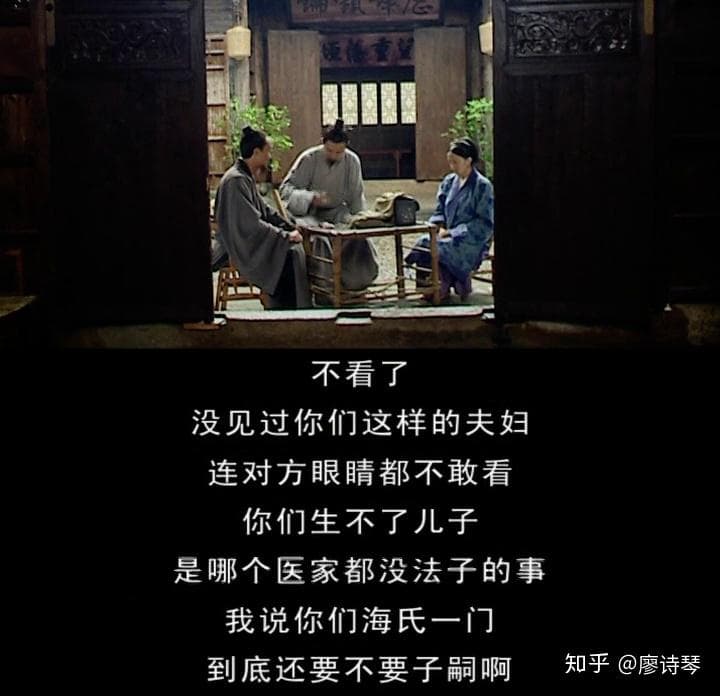 不看了
没见过你们这样的夫妇
连对方眼睛都不敢看
你们生不了儿子
是哪个医家都没法子的事
我说你们海氏一门
到底还要不要子嗣啊
知乎 @廖诗琴